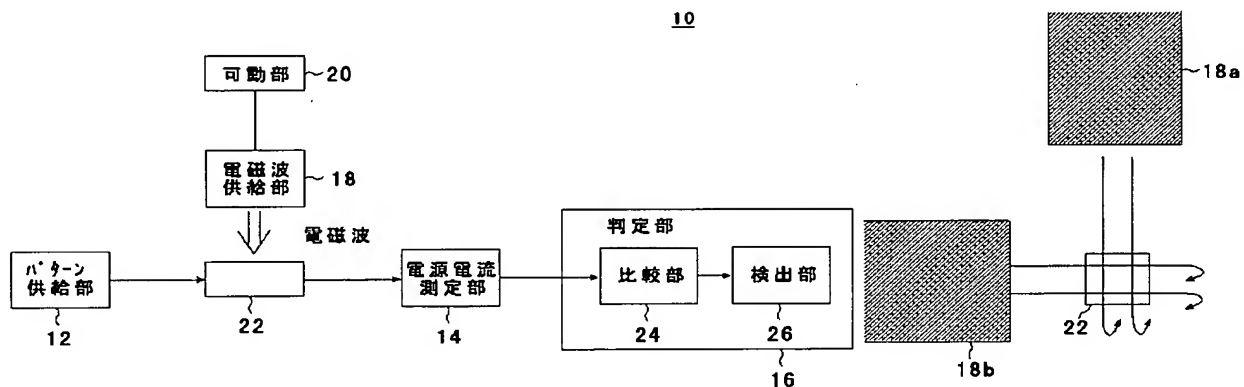 10
可動部
20
18a
電磁波
供給部
18
電磁波
判定部
パターン
供給部
電源電流
測定部
比較部
検出部
12
22
14
24
26
16
18b
22